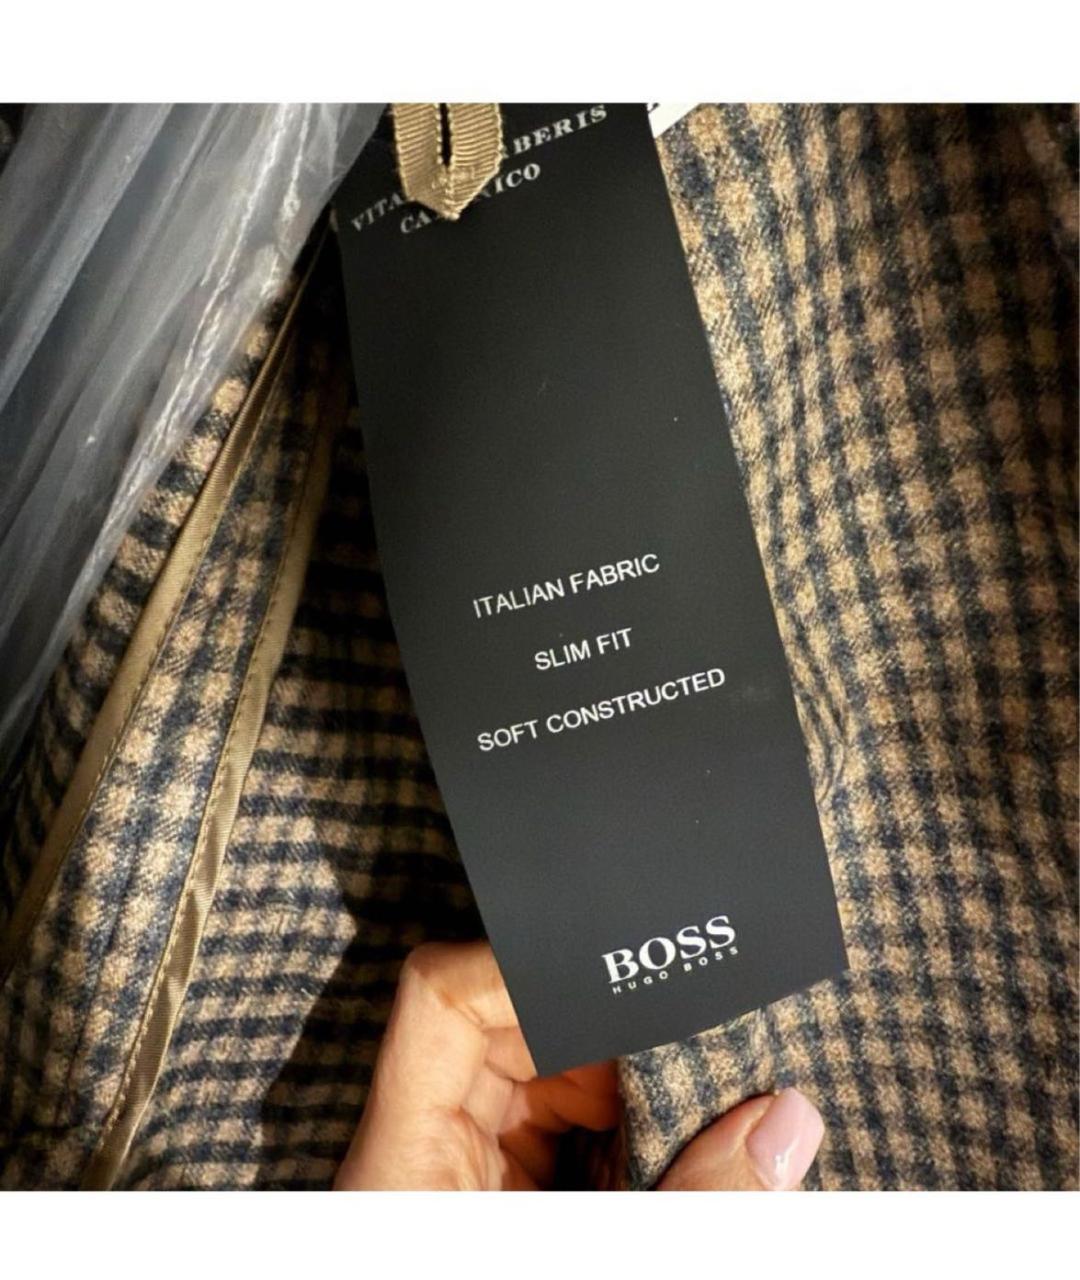 ITALIAN FABRIC
SLIM FIT
SOFT CONSTRUCTED
BOSS
HUGO BOSS